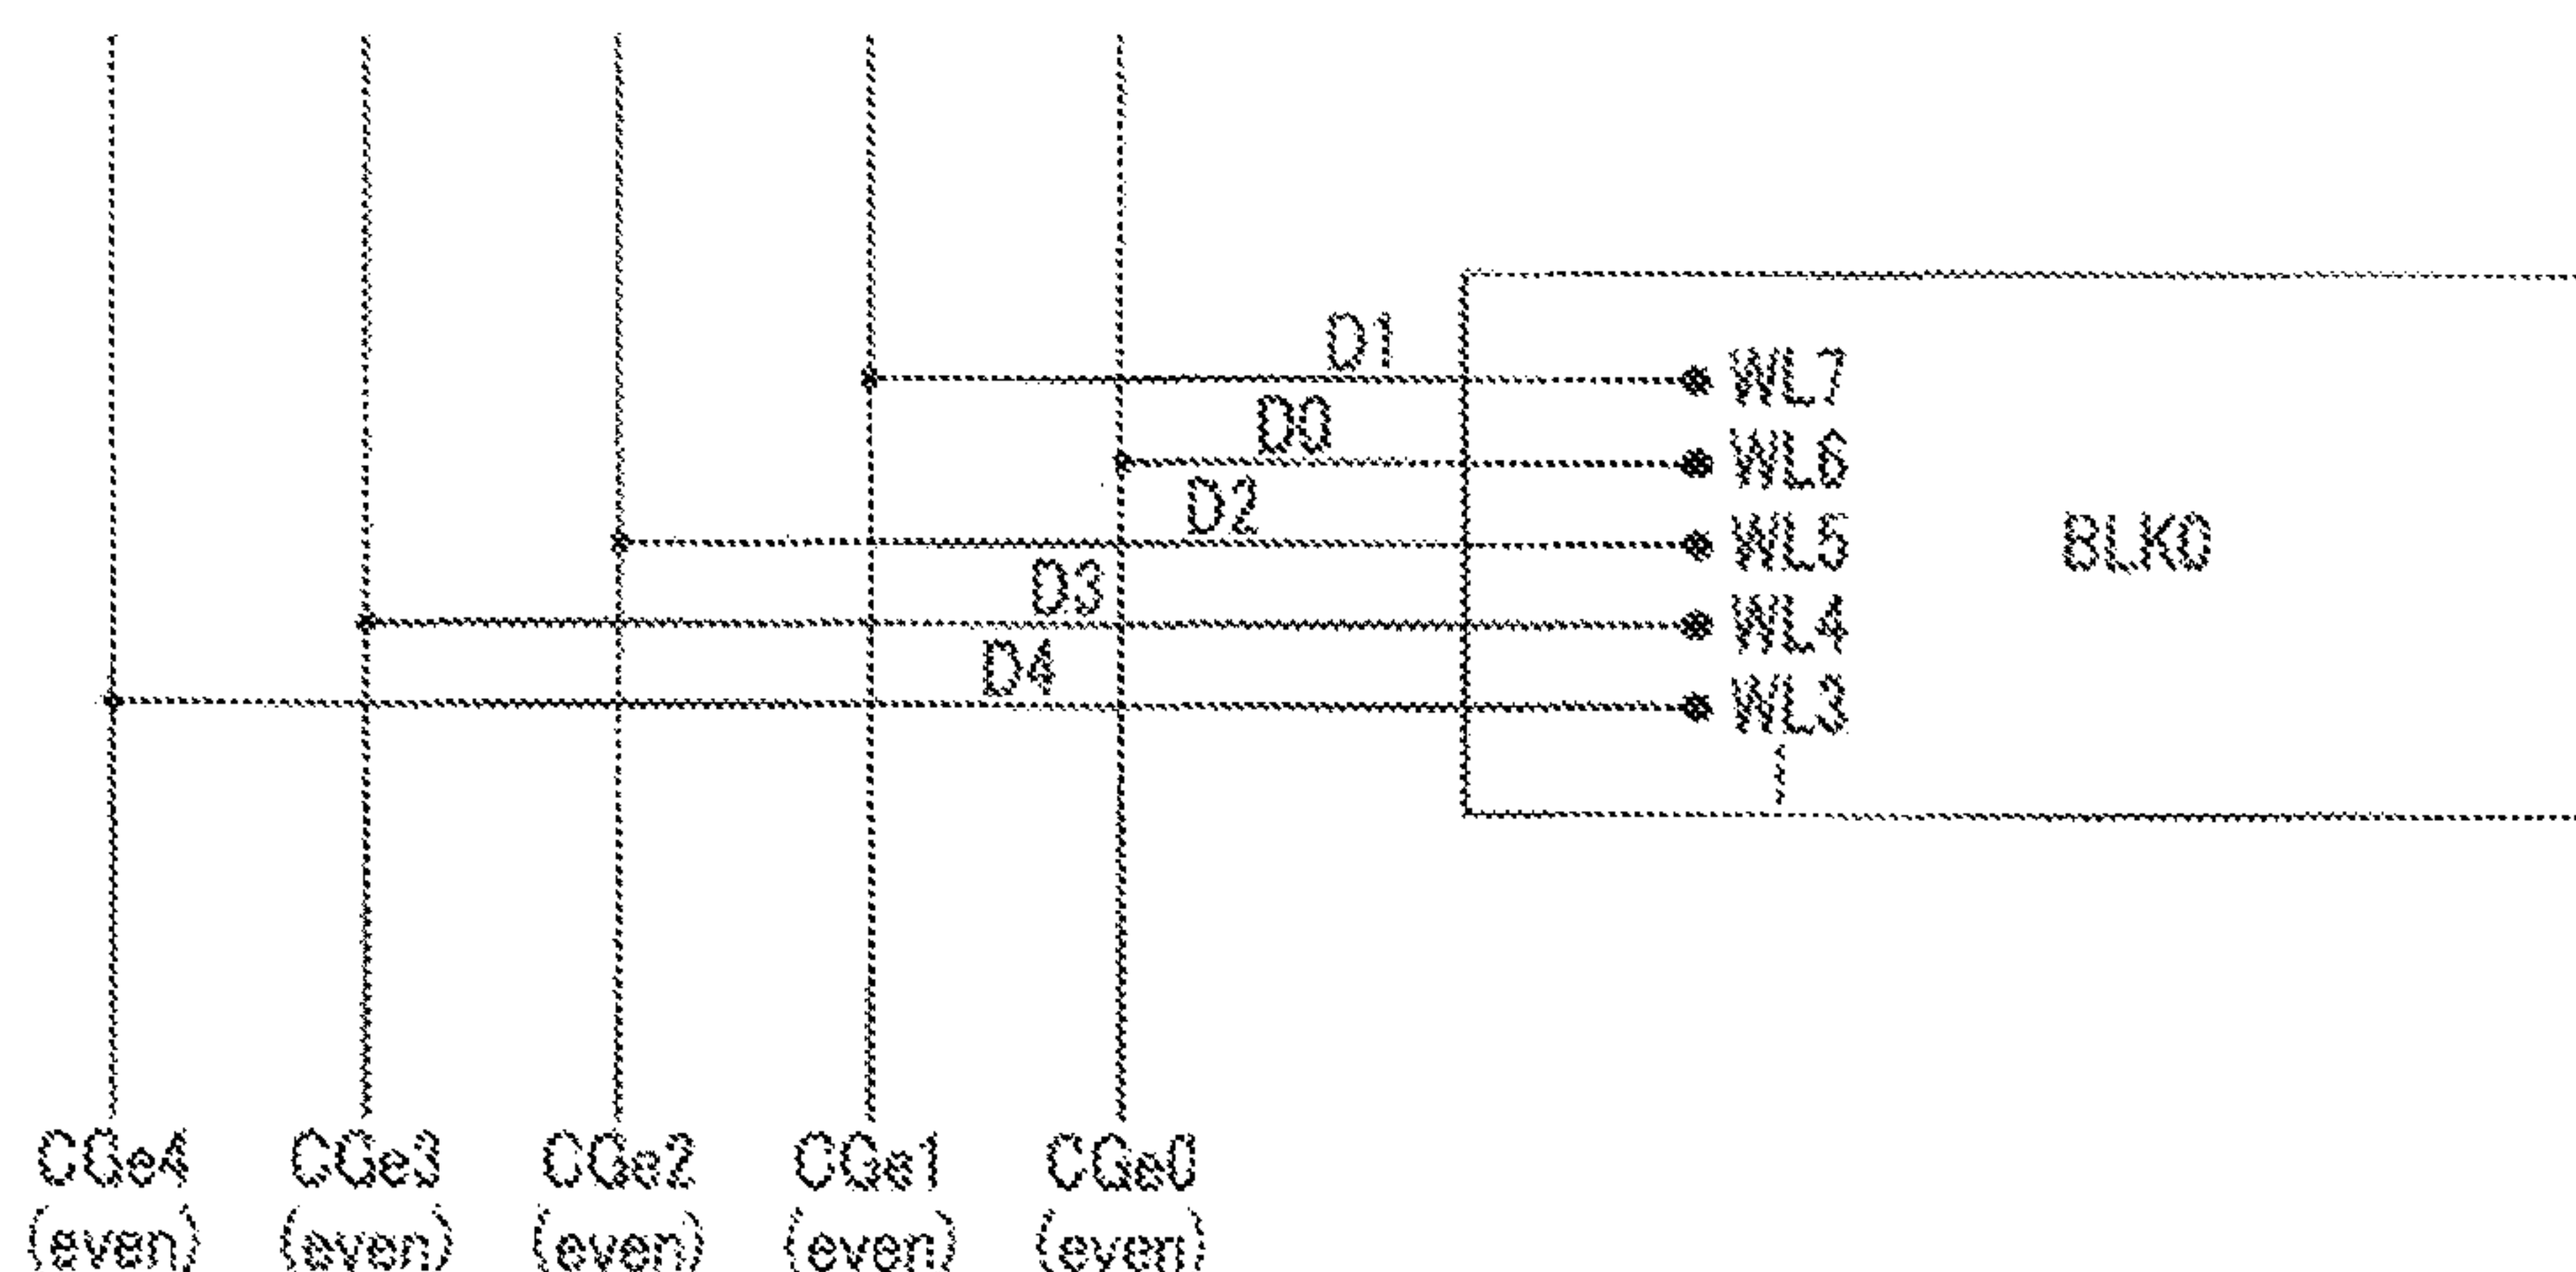 D1
WL7
D0
WL6
D2
WL5
BLK0
D3
WL4
D4
WL3
CGe4 CGe3 CGe2 CGe1 CGe0
(even) (even) (even) (even) (even)